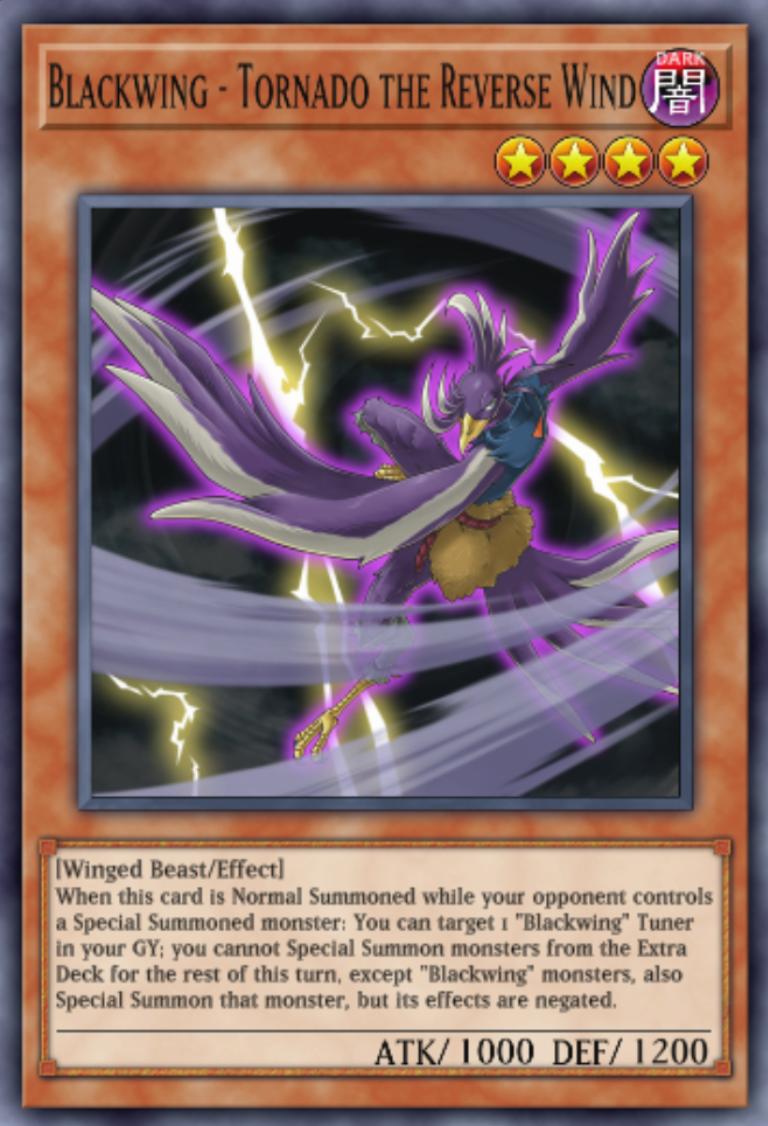 BLACKWING - TORNADO THE REVERSE WIND
DARK
闇
[Winged Beast/Effect]
When this card is Normal Summoned while your opponent controls
a Special Summoned monster: You can target 1 "Blackwing" Tuner
in your GY; you cannot Special Summon monsters from the Extra
Deck for the rest of this turn, except "Blackwing" monsters, also
Special Summon that monster, but its effects are negated.
ATK/ 1000 DEF/ 1200